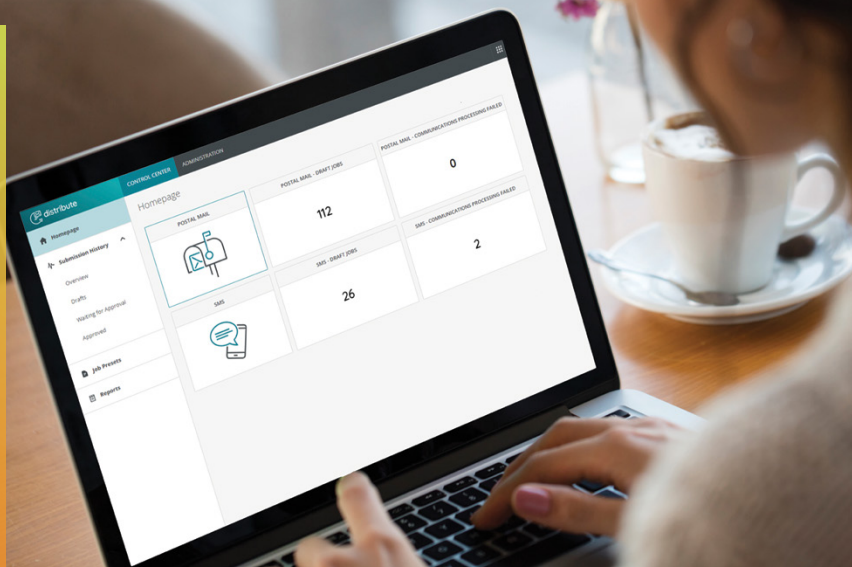 distribute
CONTROL CENTER
ADMINISTRATION
Homepage
Submission History
Overview
Drafts
Waiting for Approval
Approved
Job Presets
Reports
Homepage
POSTAL MAIL
POSTAL MAIL - DRAFT JOBS
112
POSTAL MAIL - COMMUNICATIONS PROCESSING FAILED
0
SMS
SMS - DRAFT JOBS
26
SMS - COMMUNICATIONS PROCESSING FAILED
2